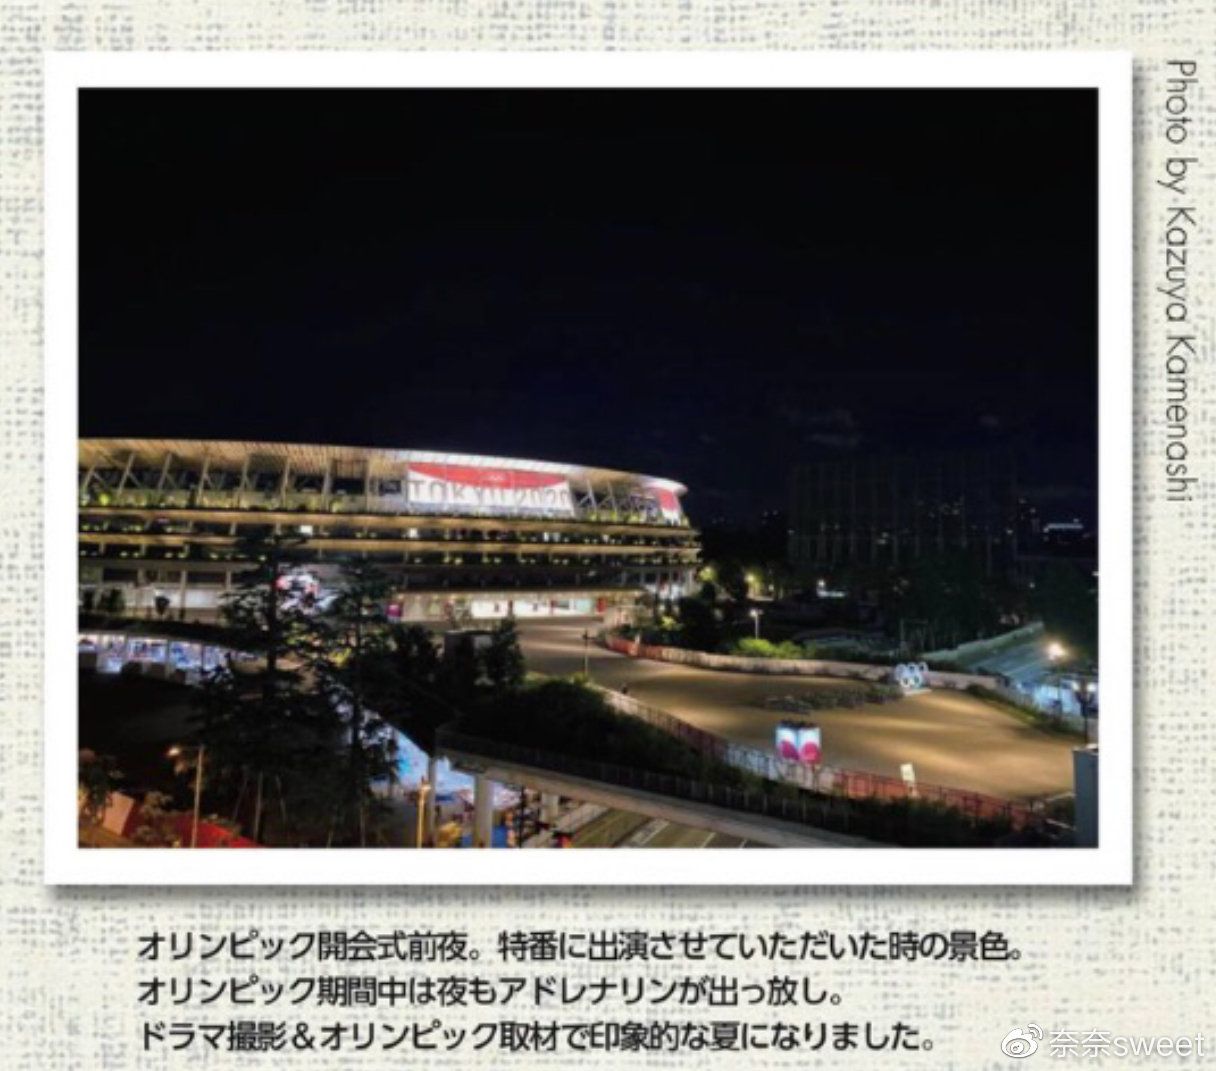 Photo by Kazuya Kamenashi
TOKYO 2020
オリンピック開会式前夜。特番に出演させていただいた時の景色。
オリンピック期間中は夜もアドレナリンが出っ放し。
ドラマ撮影&オリンピック取材で印象的な夏になりました。
奈奈sweet